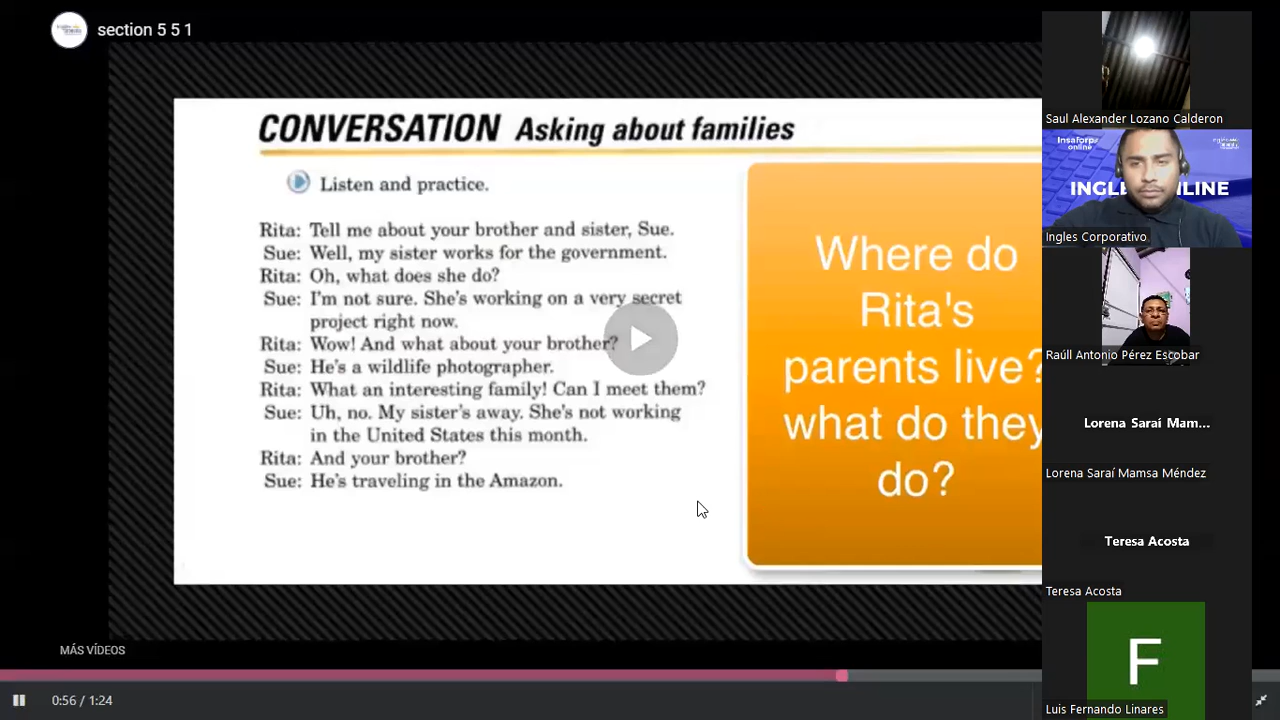 section 5 5 1
CONVERSATION Asking about families
Listen and practice.
Rita: Tell me about your brother and sister, Sue.
Sue: Well, my sister works for the government.
Rita: Oh, what does she do?
Sue: I'm not sure. She's working on a very secret
project right now.
Rita: Wow! And what about your brother?
Sue: He's a wildlife photographer.
Rita: What an interesting family! Can I meet them?
Sue: Uh, no. My sister's away. She's not working
in the United States this month.
Rita: And your brother?
Sue: He's traveling in the Amazon.
Where do
Rita's
parents live?
what do they
do?
MÁS VÍDEOS
0:56 / 1:24
Saul Alexander Lozano Calderon
Insaforp
online
INGLE
NLINE
Ingles Corporativo
Raúll Antonio Pérez Escobar
Lorena Saraí Mam...
Lorena Saraí Mamsa Méndez
Teresa Acosta
Teresa Acosta
F
Luis Fernando Linares